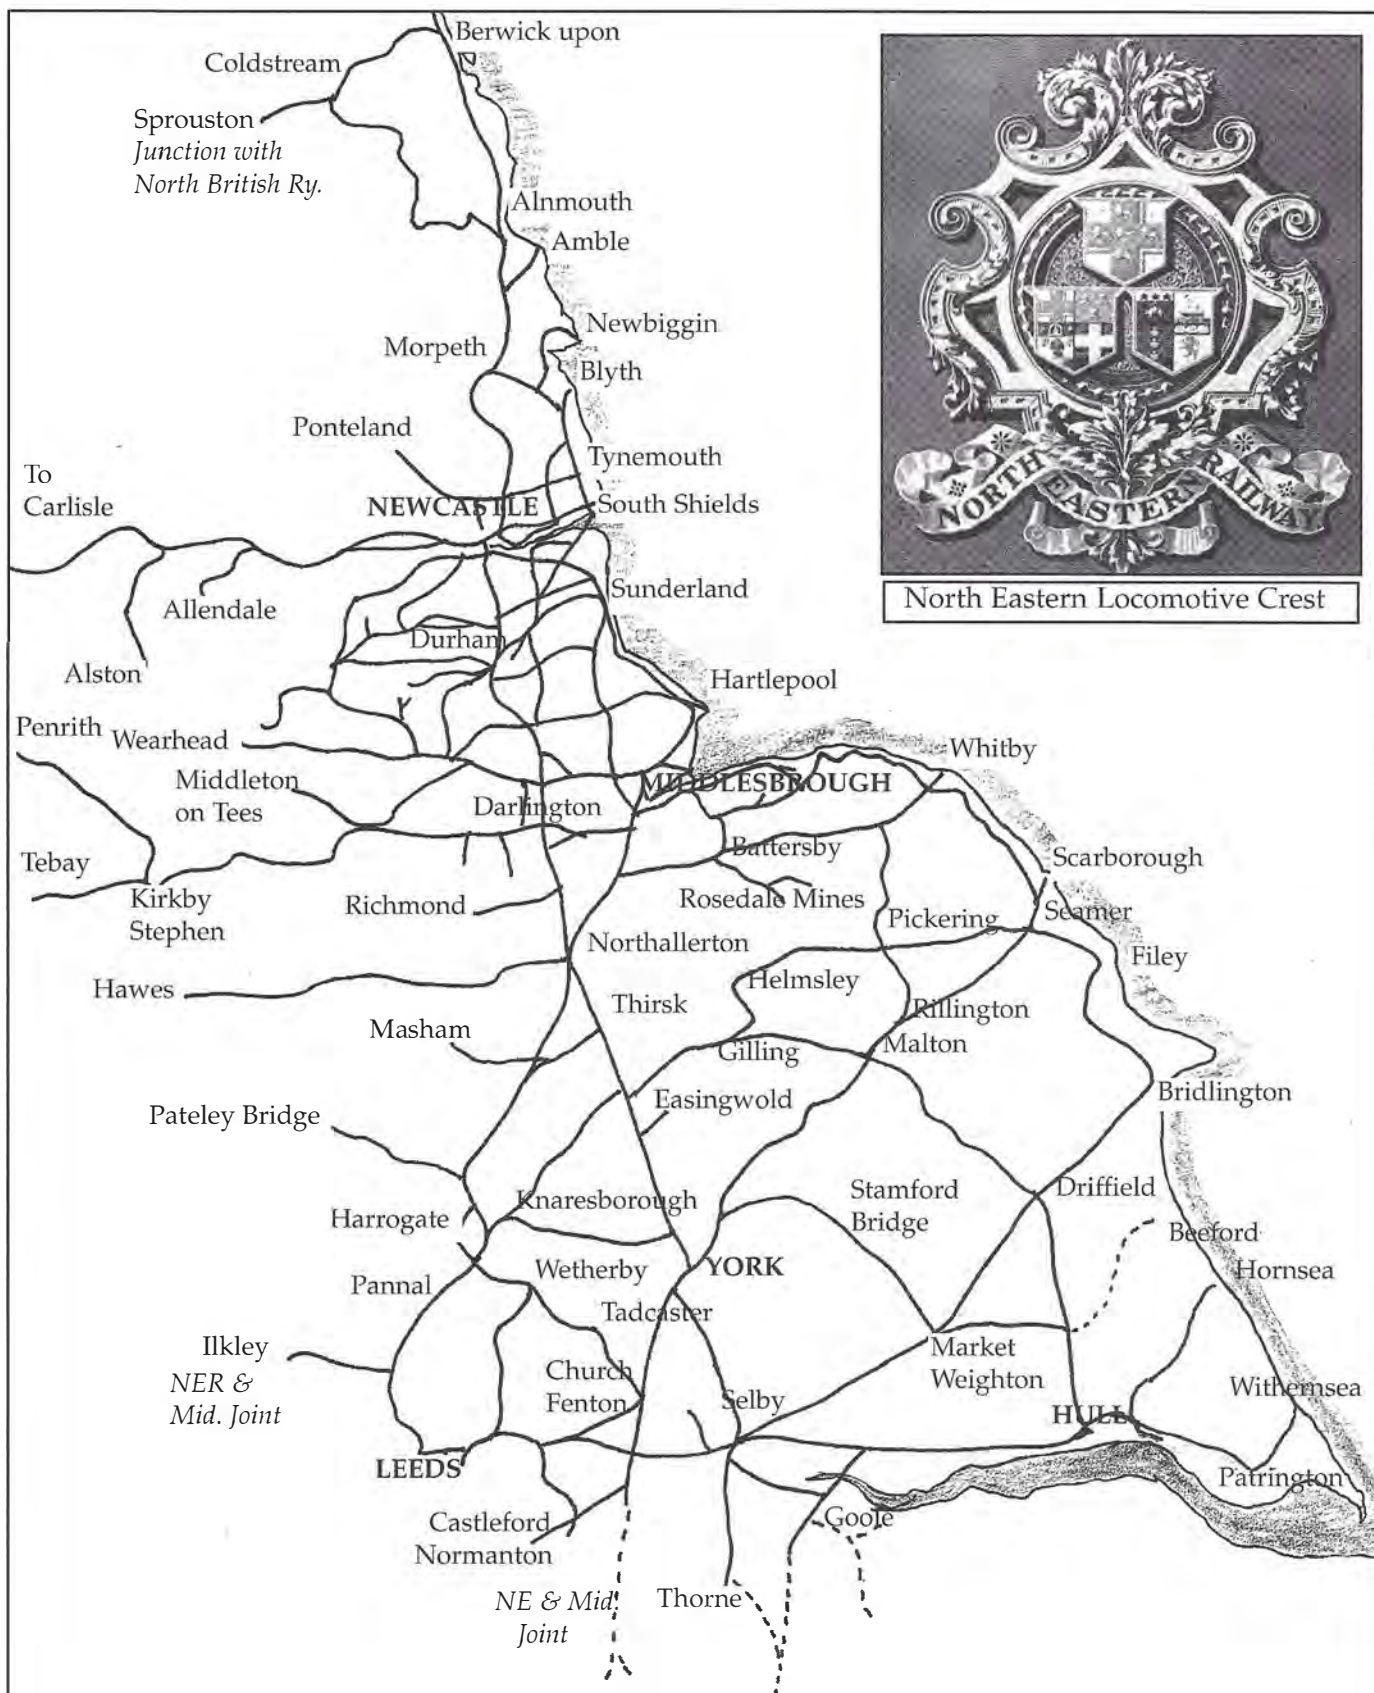 Berwick upon
Coldstream
Sprouston
Junction with
North British Ry.
Alnmouth
Amble
Newbiggin
Morpeth
Blyth
Ponteland
Tynemouth
To
Carlisle
NEWCASTLE
South Shields
NORTH EASTERN RAILWAY
North Eastern Locomotive Crest
Sunderland
Allendale
Durham
Alston
Hartlepool
Penrith
Wearhead
Whitby
Middleton
on Tees
MIDDLESBROUGH
Darlington
Battersby
Tebay
Scarborough
Kirkby
Stephen
Richmond
Rosedale Mines
Pickering
Seamer
Northallerton
Filey
Hawes
Helmsley
Thirsk
Rillington
Masham
Gilling
Malton
Easingwold
Bridlington
Pateley Bridge
Knaresborough
Stamford
Bridge
Driffield
Harrogate
Beeford
Wetherby
YORK
Hornsea
Pannal
Tadcaster
Ilkley
NER &
Mid. Joint
Church
Fenton
Market
Weighton
Selby
Withernsea
HULL
LEEDS
Patrington
Castleford
Normanton
Goole
NE & Mid.
Joint
Thorne